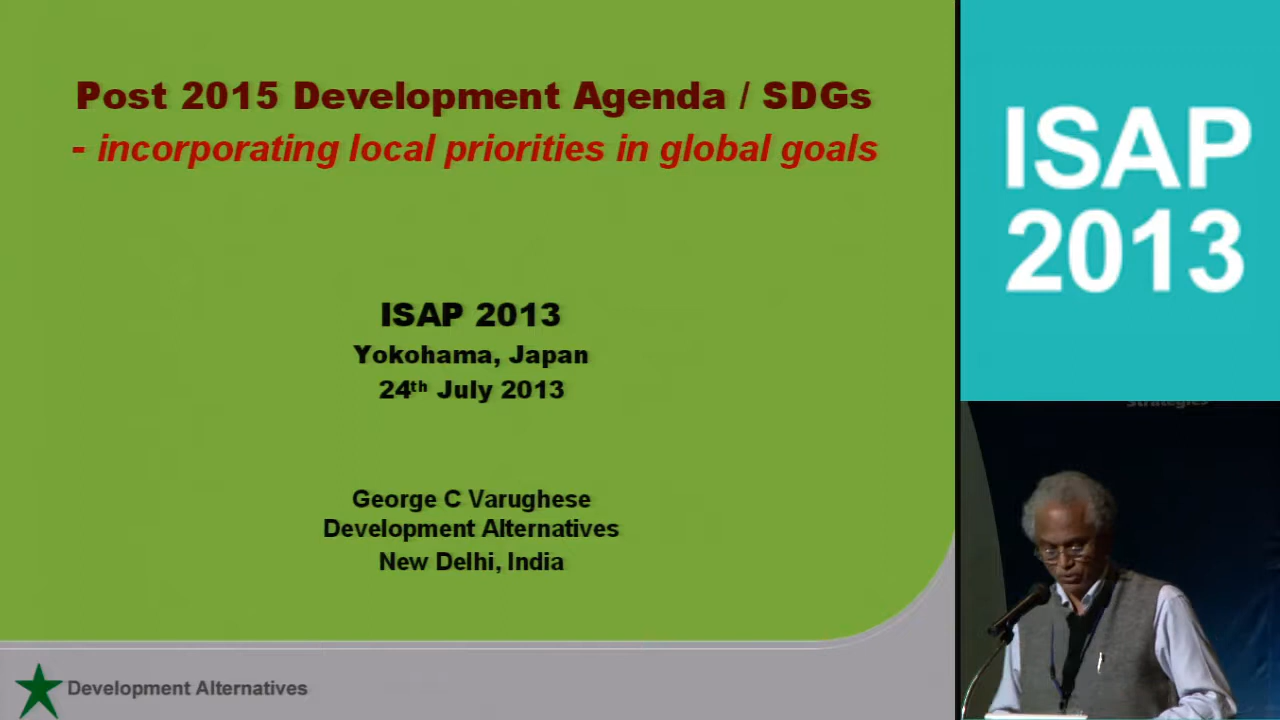 Post 2015 Development Agenda / SDGs
- incorporating local priorities in global goals
ISAP 2013
Yokohama, Japan
24th July 2013
George C Varughese
Development Alternatives
New Delhi, India
Development Alternatives
ISAP
2013
Strategies